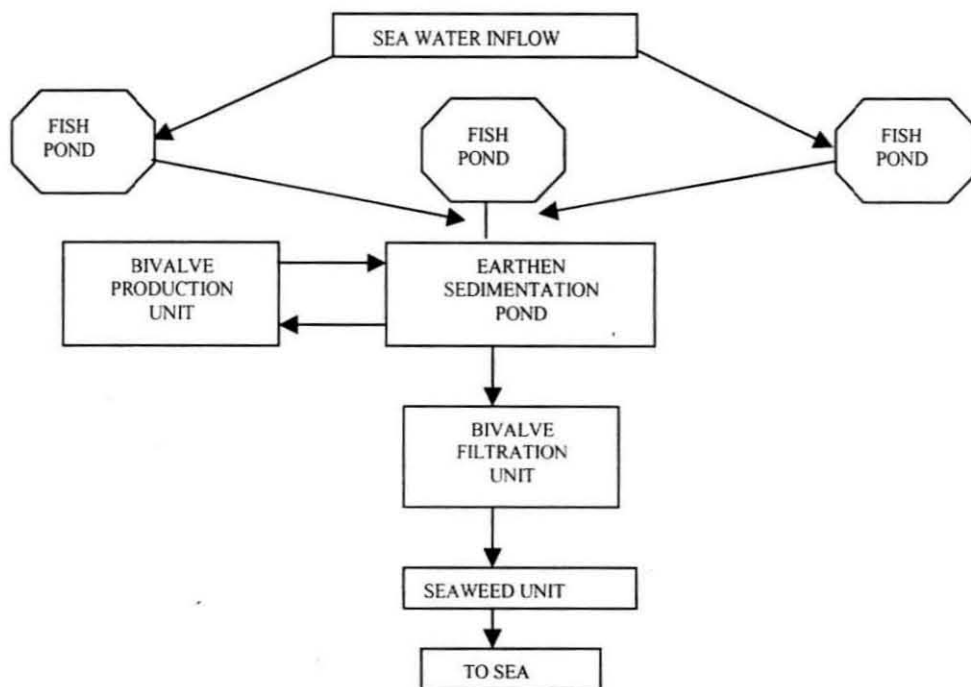 SEA WATER INFLOW
FISH
POND
FISH
POND
FISH
POND
BIVALVE
PRODUCTION
UNIT
EARTHEN
SEDIMENTATION
POND
BIVALVE
FILTRATION
UNIT
SEAWEED UNIT
TO SEA